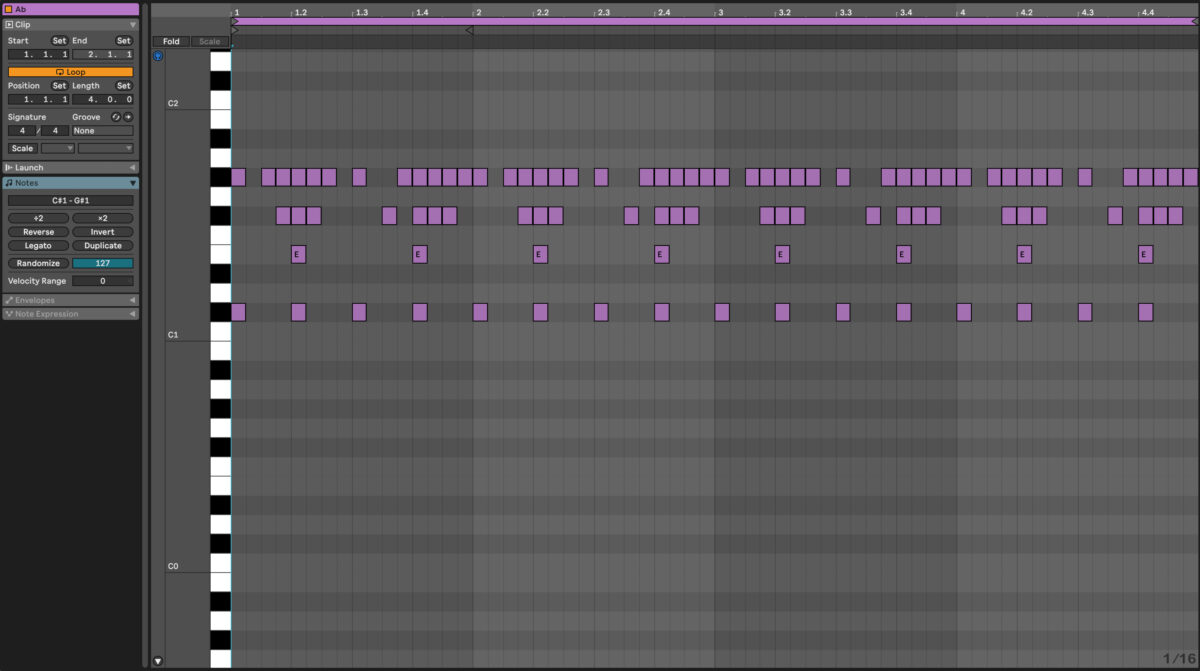 Ab
Clip
Start Set End Set
1. 1. 1 2. 1. 1
Loop
Position Set Length Set
1. 1. 1 4. 0. 0
Signature Groove
4 / 4 None
Scale
Launch
Notes
C#1 - G#1
÷2 ×2
Reverse Invert
Legato Duplicate
Randomize 127
Velocity Range 0
Envelopes
Note Expression
1 1.2 1.3 1.4 2 2.2 2.3 2.4 3 3.2 3.3 3.4 4 4.2 4.3 4.4
Fold Scale
C2
E E E E E E E E
C1
C0
1/16